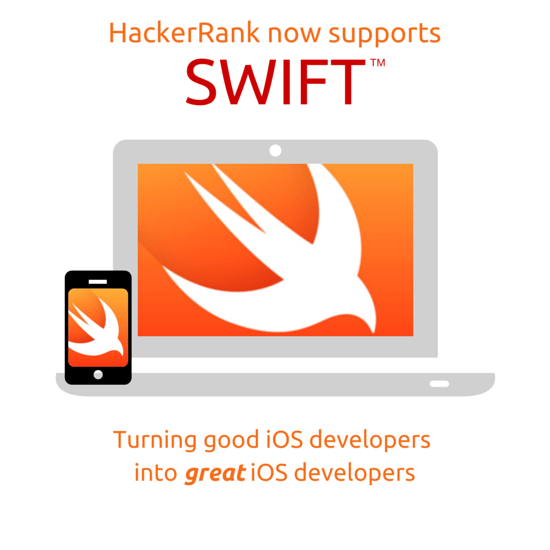 HackerRank now supports
SWIFT™
Turning good iOS developers
into great iOS developers